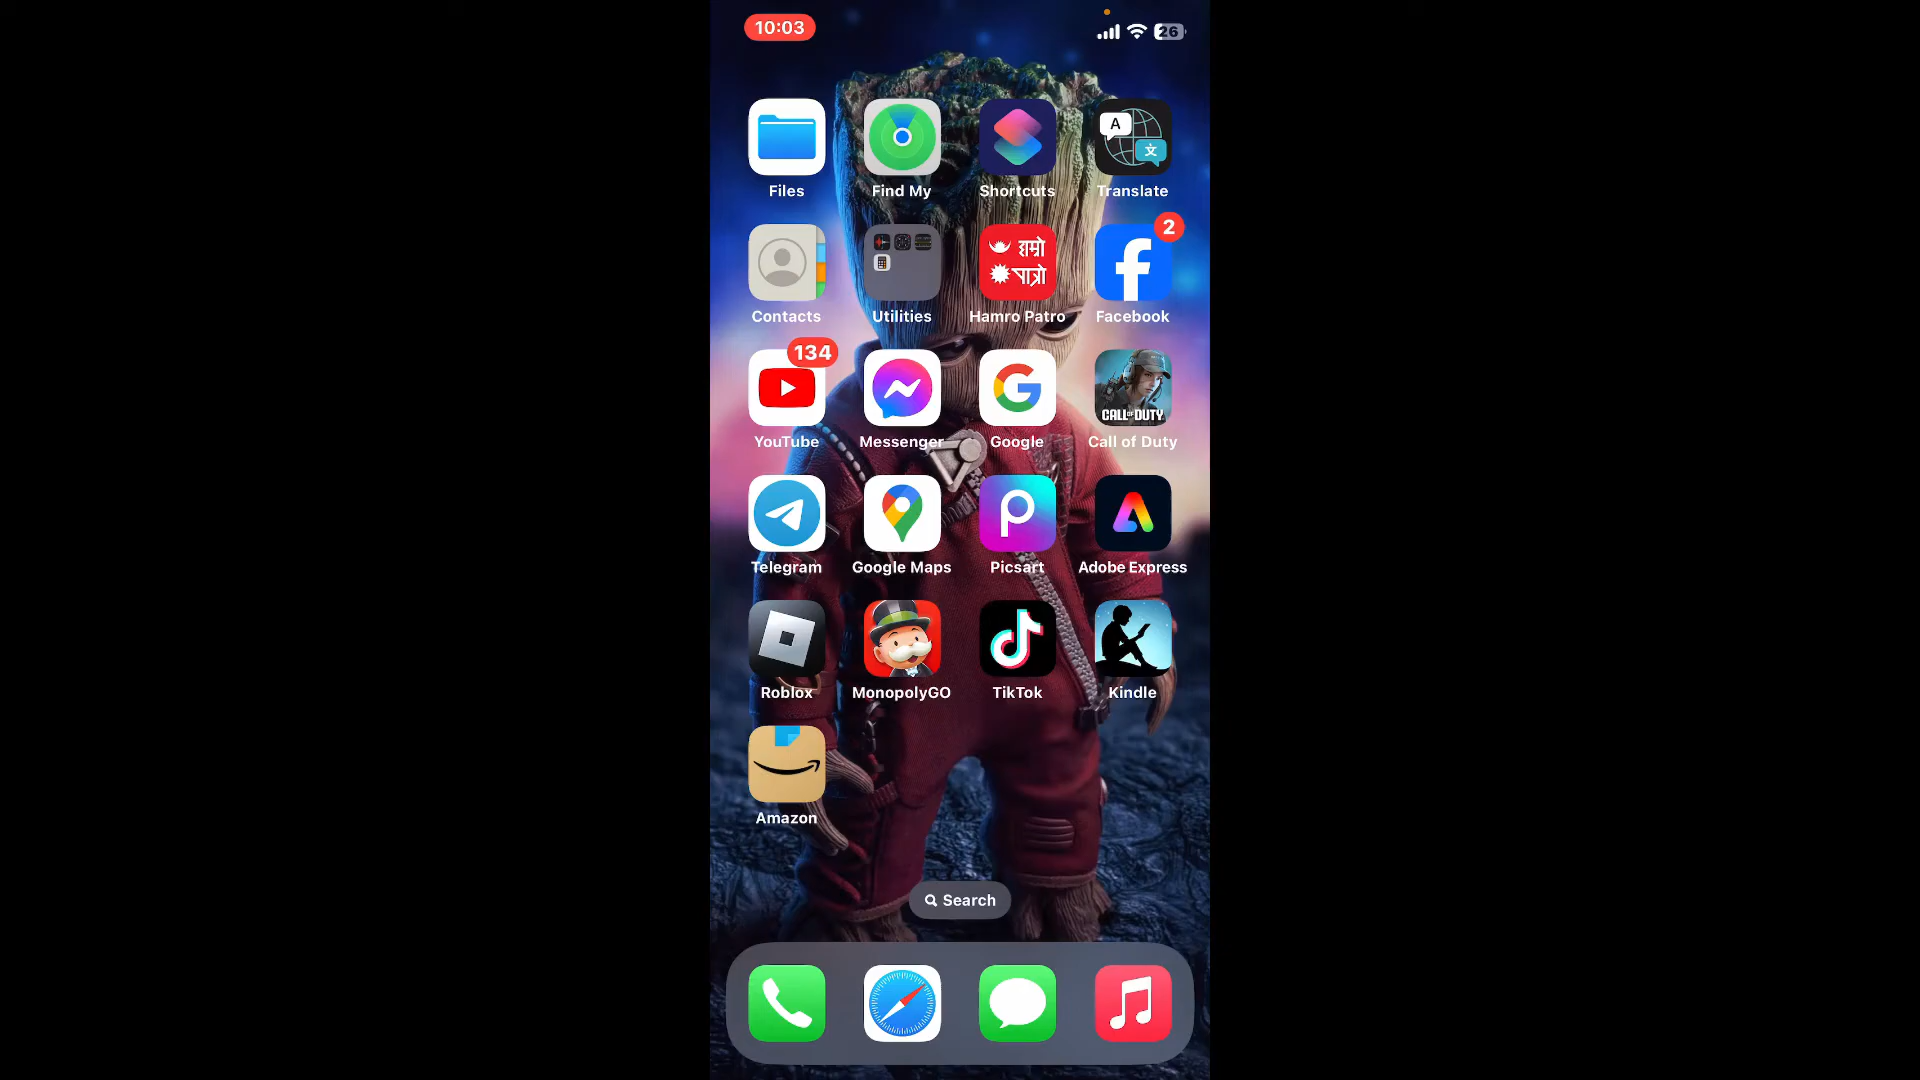 10:03
26
A
文
Files
Find My
Shortcuts
Translate
हाम्रो
पात्रो
2
Contacts
Utilities
Hamro Patro
Facebook
134
CALL OF DUTY
YouTube
Messenger
Google
Call of Duty
Telegram
Google Maps
Picsart
Adobe Express
Roblox
MonopolyGO
TikTok
Kindle
Amazon
Search